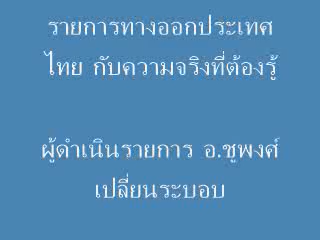 รายการทางออกประเทศ
ไทย กับความจริงที่ต้องรู้
ผู้ดำเนินรายการ อ.ชูพงศ์
เปลี่ยนระบอบ